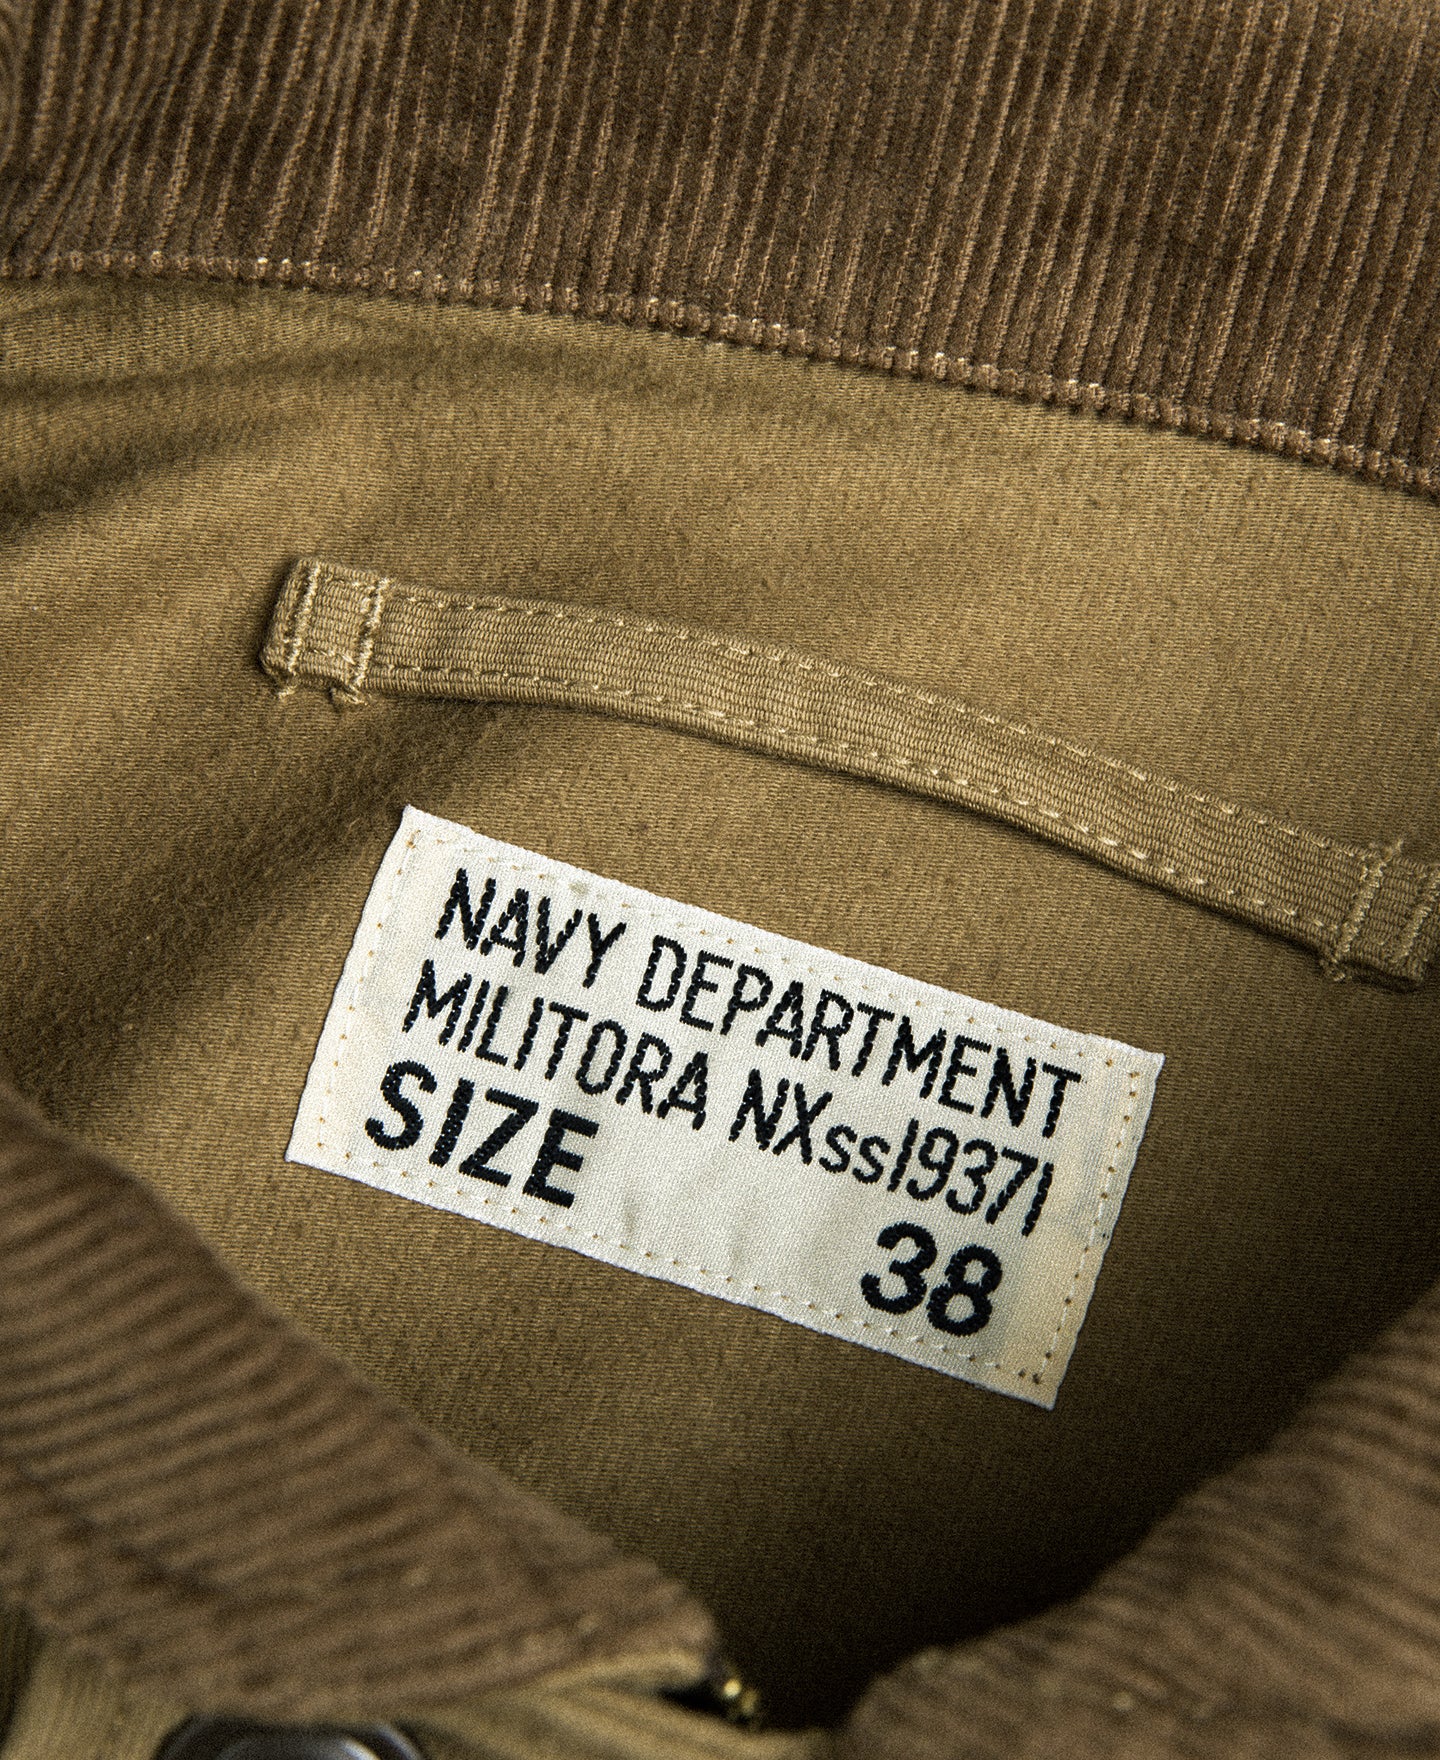 NAVY DEPARTMENT
MILITORA NXss19371
SIZE 38